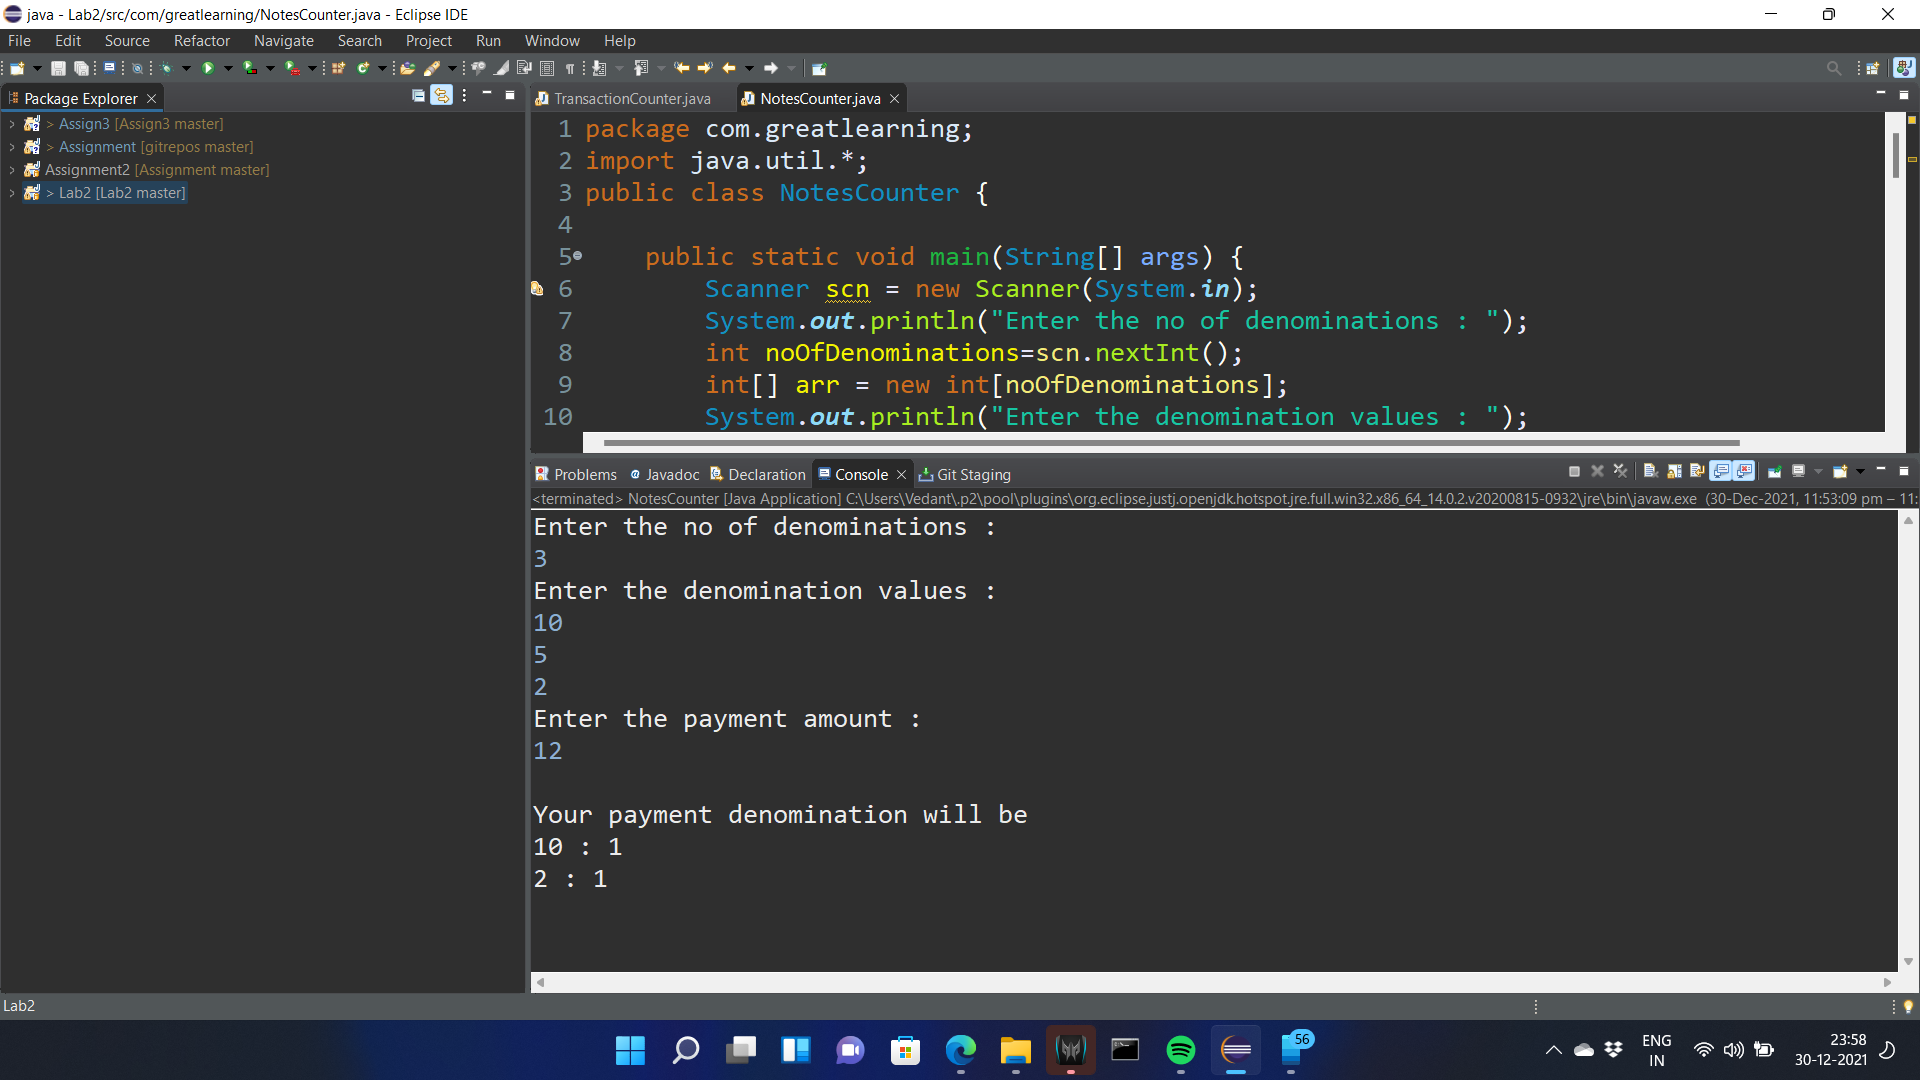 java - Lab2/src/com/greatlearning/NotesCounter.java - Eclipse IDE
File Edit Source Refactor Navigate Search Project Run Window Help
Package Explorer
> Assign3 [Assign3 master]
> Assignment [gitrepos master]
Assignment2 [Assignment master]
> Lab2 [Lab2 master]
TransactionCounter.java NotesCounter.java
1 package com.greatlearning;
2 import java.util.*;
3 public class NotesCounter {
4
5 public static void main(String[] args) {
6 Scanner scn = new Scanner(System.in);
7 System.out.println("Enter the no of denominations : ");
8 int noOfDenominations=scn.nextInt();
9 int[] arr = new int[noOfDenominations];
10 System.out.println("Enter the denomination values : ");
Problems Javadoc Declaration Console Git Staging
<terminated> NotesCounter [Java Application] C:\Users\Vedant\.p2\pool\plugins\org.eclipse.justj.openjdk.hotspot.jre.full.win32.x86_64_14.0.2.v20200815-0932\jre\bin\javaw.exe (30-Dec-2021, 11:53:09 pm – 11:
Enter the no of denominations :
3
Enter the denomination values :
10
5
2
Enter the payment amount :
12
Your payment denomination will be
10 : 1
2 : 1
Lab2
56
ENG
IN
23:58
30-12-2021